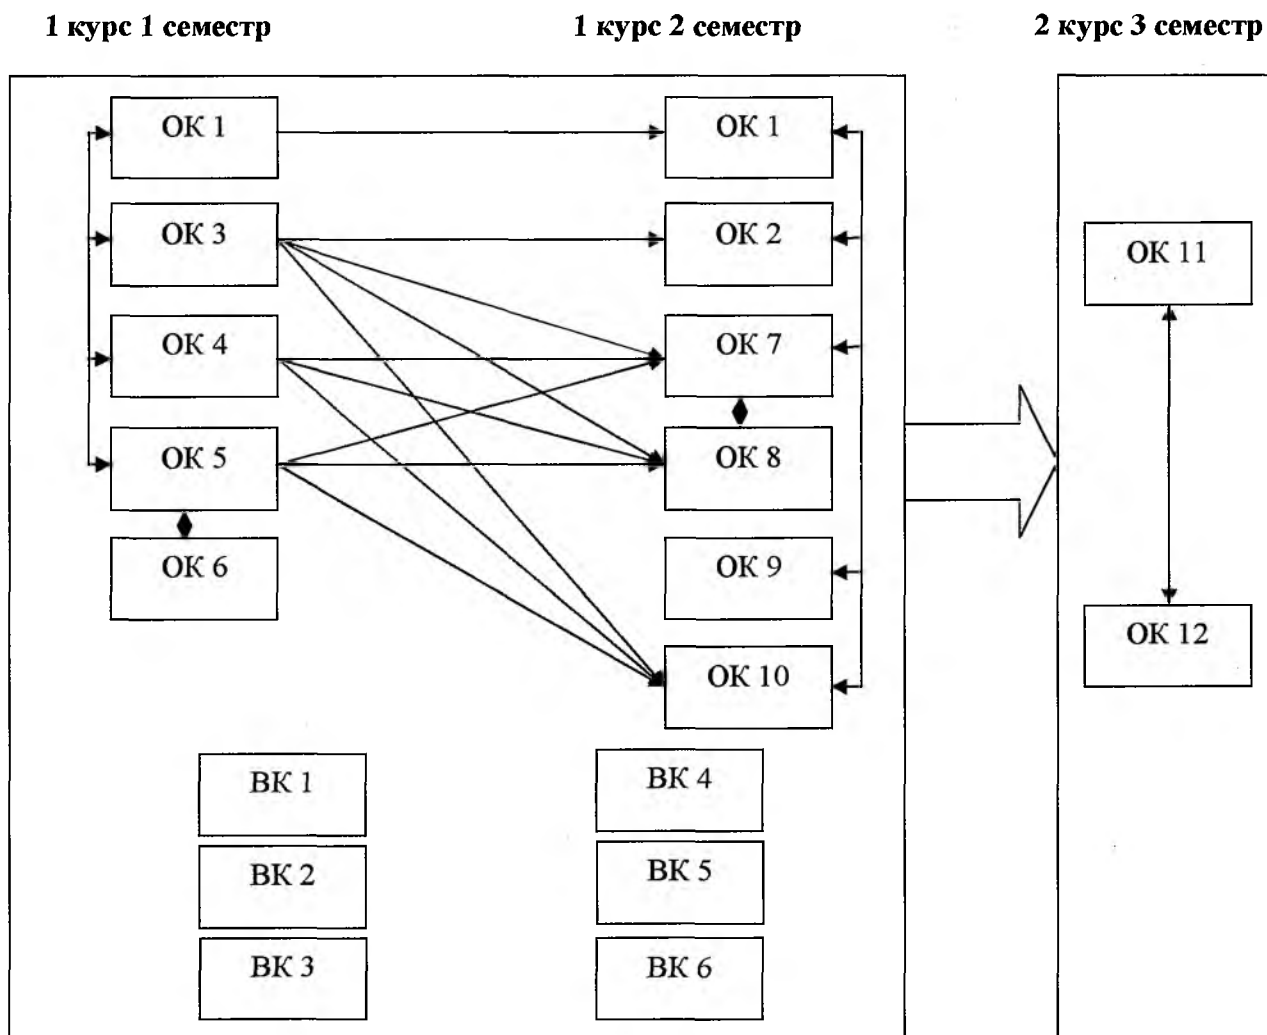 1 курс 1 семестр
1 курс 2 семестр
2 курс 3 семестр
ОК 1
ОК 1
ОК 3
ОК 2
ОК 11
ОК 4
ОК 7
ОК 5
ОК 8
ОК 6
ОК 9
ОК 12
ОК 10
ВК 1
ВК 4
ВК 2
ВК 5
ВК 3
ВК 6